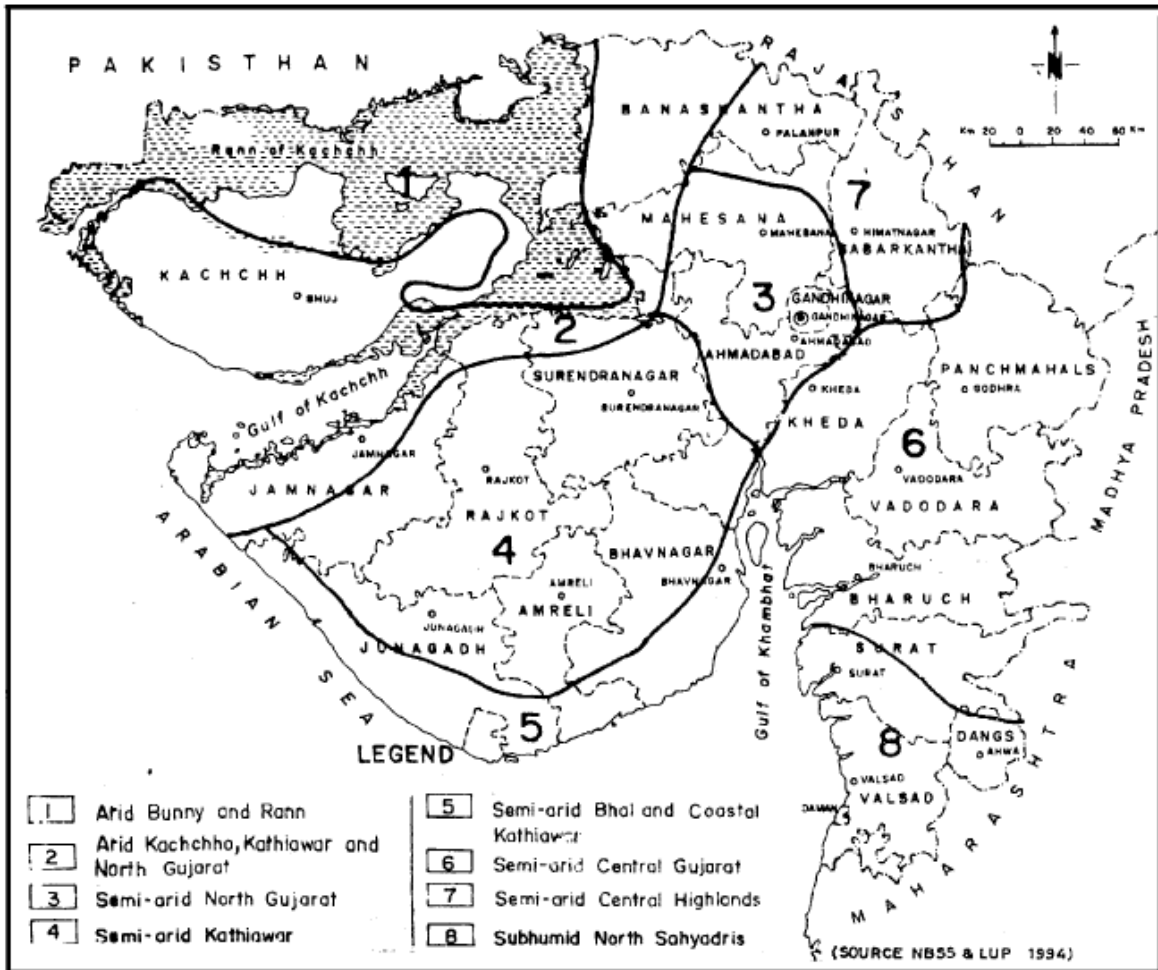 PAKISTHAN
RAJASTHAN
N
Km 20 0 20 40 60 Km
BANASKANTHA
PALANPUR
Rann of Kachchh
1
7
MAHESANA
MAHESANA
HIMATNAGAR
SABARKANTHA
KACHCHH
BHUJ
3
GANDHINAGAR
GANDHINAGAR
2
AHMADABAD
AHMADABAD
PANCHMAHALS
GODHRA
SURENDRANAGAR
SURENDRANAGAR
KHEDA
KHEDA
MADHYA PRADESH
Gulf of Kachchh
JAMNAGAR
JAMNAGAR
6
VADODARA
VADODARA
RAJKOT
RAJKOT
ARABIAN SEA
4
BHAVNAGAR
BHAVNAGAR
AMRELI
AMRELI
BHARUCH
BHARUCH
JUNAGADH
JUNAGADH
Gulf of Khambhat
SURAT
SURAT
5
8
DANGS
AHWA
VALSAD
VALSAD
DAMAN
MAHARASHTRA
LEGEND
1 Arid Bunny and Rann
2 Arid Kachchho, Kathiawar and
North Gujarat
3 Semi-arid North Gujarat
4 Semi-arid Kathiawar
5 Semi-arid Bhal and Coastal
Kathiawar
6 Semi-arid Central Gujarat
7 Semi-arid Central Highlands
8 Subhumid North Sahyadris
(SOURCE NBSS & LUP 1994)